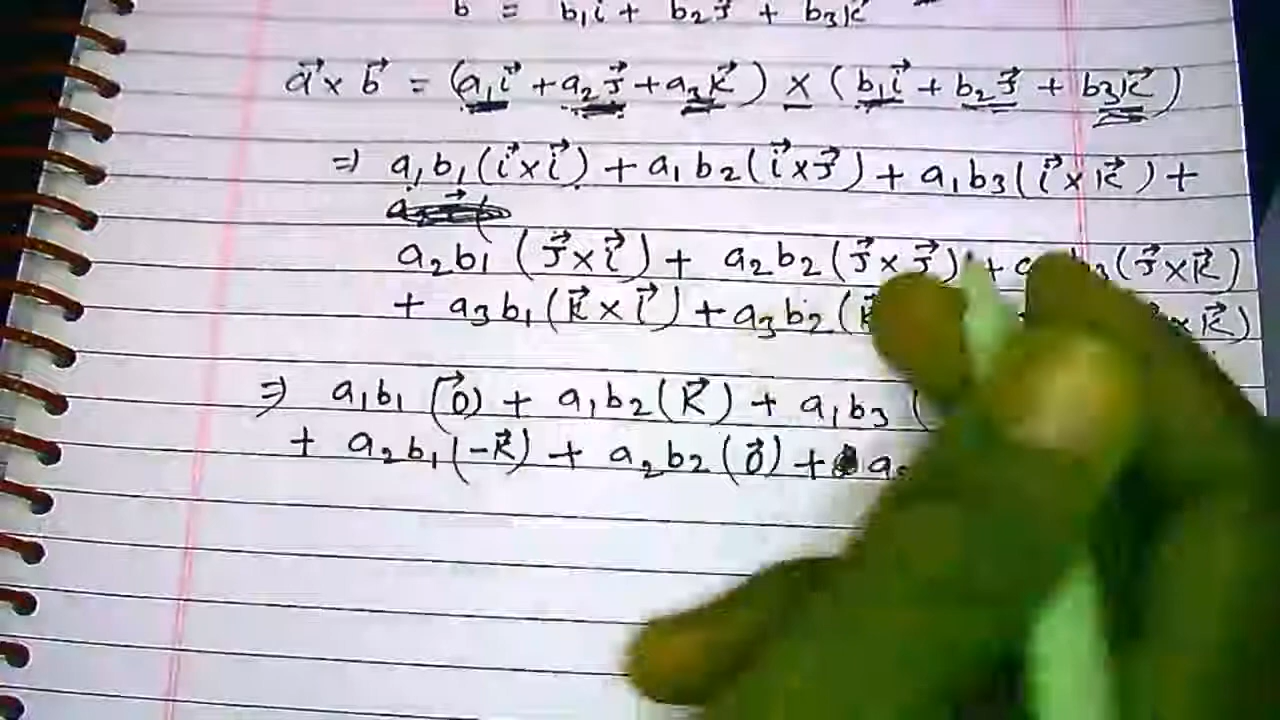 b = b₁i + b₂j + b₃k
a⃗ × b⃗ = (a₁i⃗ + a₂j⃗ + a₃k⃗) × (b₁i⃗ + b₂j⃗ + b₃k⃗)
⇒ a₁b₁(i⃗×i⃗) + a₁b₂(i⃗×j⃗) + a₁b₃(i⃗×k⃗) +
a₂b₁(j⃗×i⃗) + a₂b₂(j⃗×j⃗) + (j⃗×k⃗)
+ a₃b₁(k⃗×i⃗) + a₃b₂( ×k⃗)
⇒ a₁b₁(0⃗) + a₁b₂(k⃗) + a₁b₃(
+ a₂b₁(-k⃗) + a₂b₂(0⃗) + a